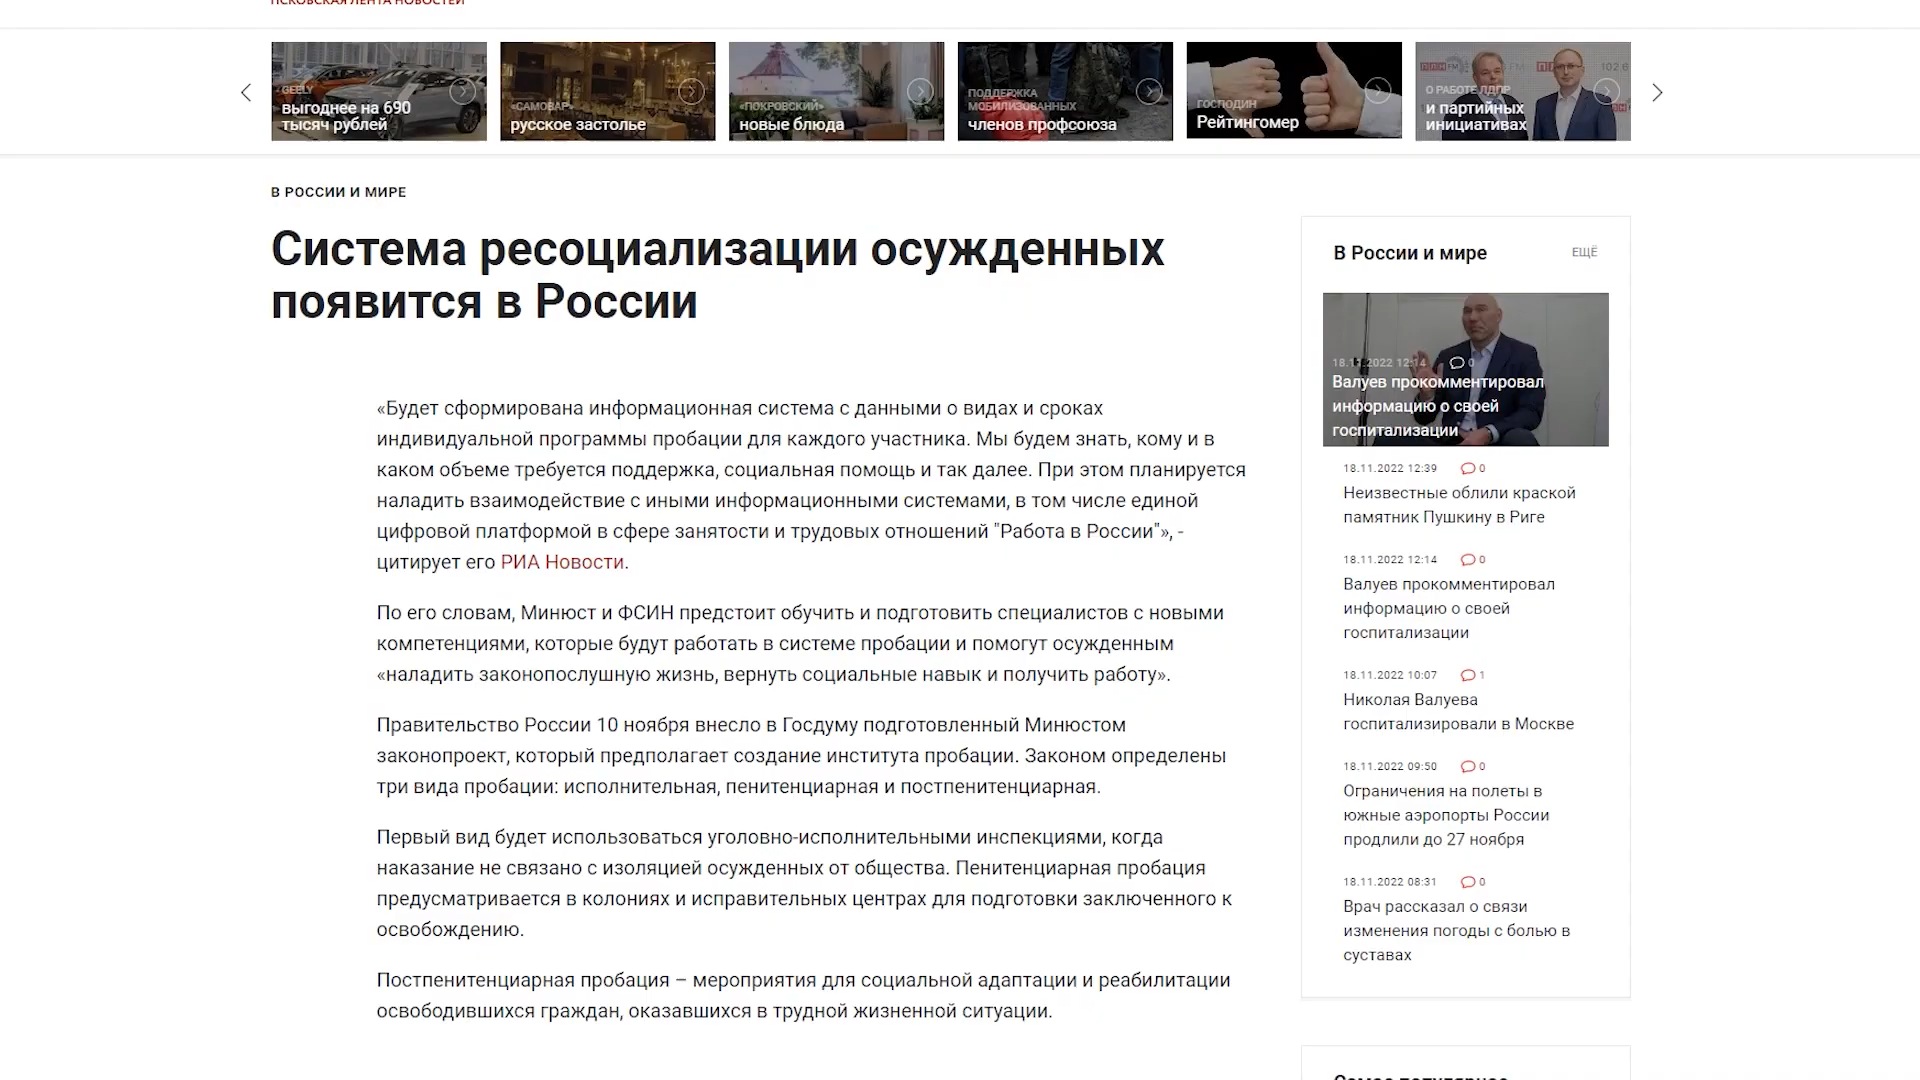 ПСКОВСКАЯ ЛЕНТА НОВОСТЕЙ
GEELY
выгоднее на 690
тысяч рублей
«САМОВАР»
русское застолье
«ПОКРОВСКИЙ»
новые блюда
ПОДДЕРЖКА
МОБИЛИЗОВАННЫХ
членов профсоюза
ГОСПОДИН
Рейтингомер
О РАБОТЕ ЛДПР
и партийных
инициативах
В РОССИИ И МИРЕ
Система ресоциализации осужденных
появится в России
«Будет сформирована информационная система с данными о видах и сроках
индивидуальной программы пробации для каждого участника. Мы будем знать, кому и в
каком объеме требуется поддержка, социальная помощь и так далее. При этом планируется
наладить взаимодействие с иными информационными системами, в том числе единой
цифровой платформой в сфере занятости и трудовых отношений "Работа в России"», -
цитирует его РИА Новости.
По его словам, Минюст и ФСИН предстоит обучить и подготовить специалистов с новыми
компетенциями, которые будут работать в системе пробации и помогут осужденным
«наладить законопослушную жизнь, вернуть социальные навык и получить работу».
Правительство России 10 ноября внесло в Госдуму подготовленный Минюстом
законопроект, который предполагает создание института пробации. Законом определены
три вида пробации: исполнительная, пенитенциарная и постпенитенциарная.
Первый вид будет использоваться уголовно-исполнительными инспекциями, когда
наказание не связано с изоляцией осужденных от общества. Пенитенциарная пробация
предусматривается в колониях и исправительных центрах для подготовки заключенного к
освобождению.
Постпенитенциарная пробация – мероприятия для социальной адаптации и реабилитации
освободившихся граждан, оказавшихся в трудной жизненной ситуации.
В России и мире ЕЩЁ
18.11.2022 12:14 0
Валуев прокомментировал
информацию о своей
госпитализации
18.11.2022 12:39 0
Неизвестные облили краской
памятник Пушкину в Риге
18.11.2022 12:14 0
Валуев прокомментировал
информацию о своей
госпитализации
18.11.2022 10:07 1
Николая Валуева
госпитализировали в Москве
18.11.2022 09:50 0
Ограничения на полеты в
южные аэропорты России
продлили до 27 ноября
18.11.2022 08:31 0
Врач рассказал о связи
изменения погоды с болью в
суставах
Самое популярное